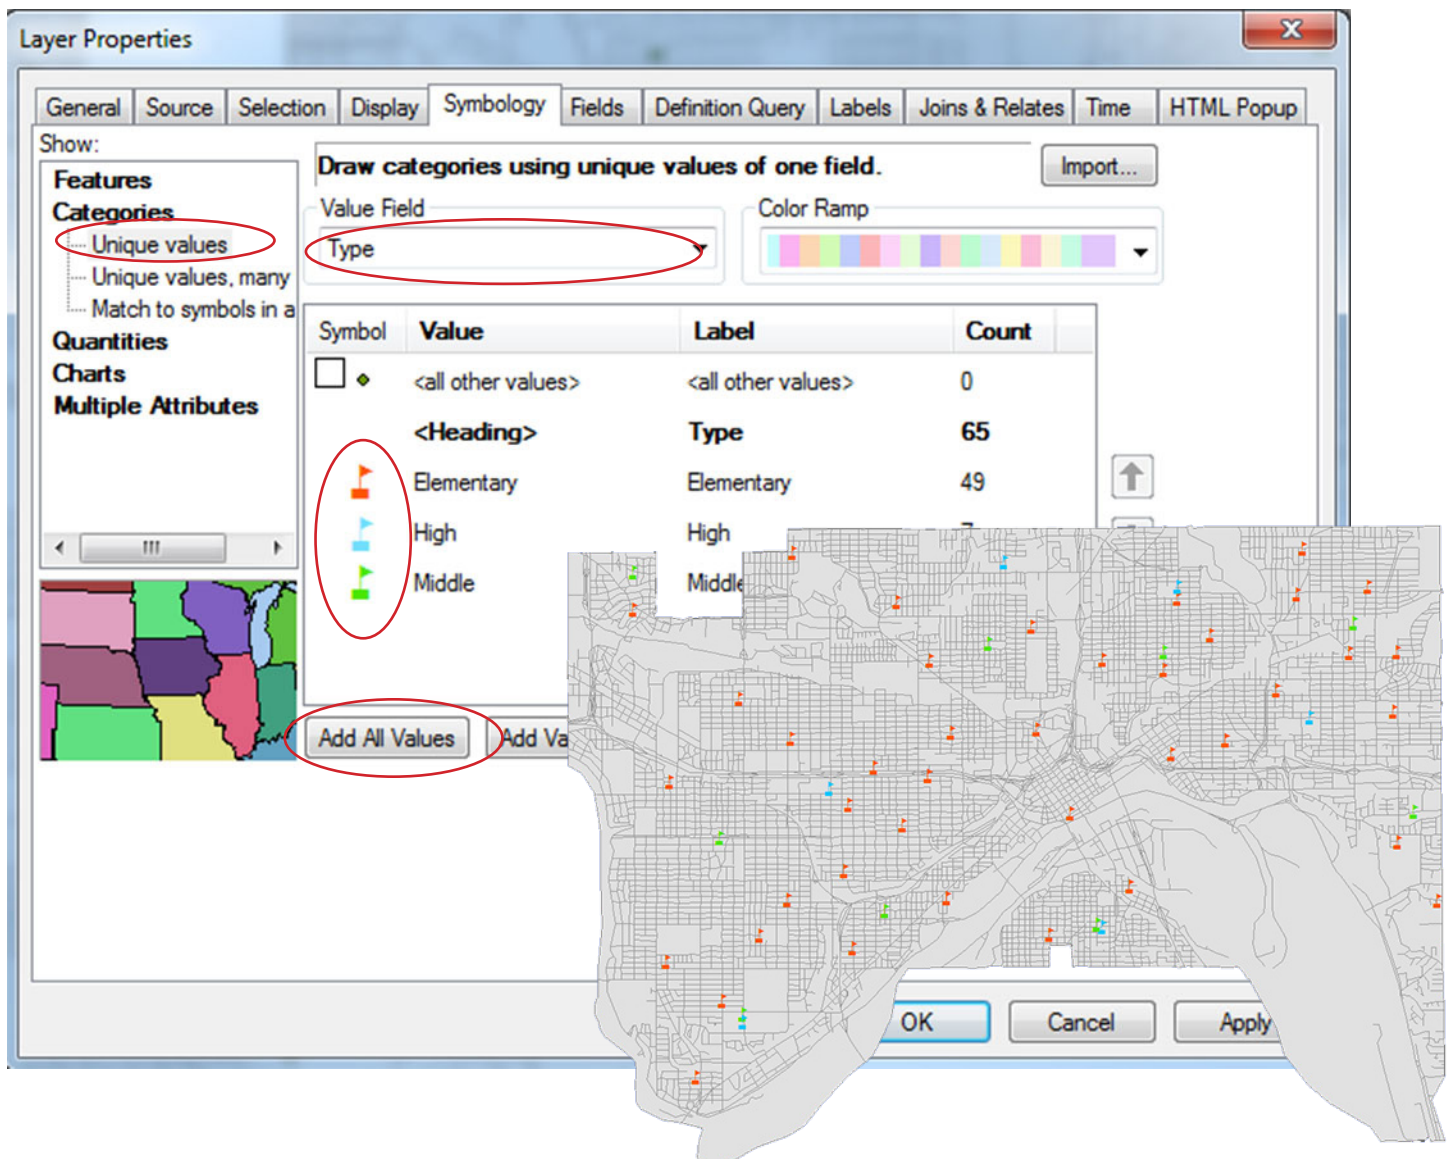 Layer Properties
General Source Selection Display Symbology Fields Definition Query Labels Joins & Relates Time HTML Popup
Show:
Features
Categories
Unique values
Unique values, many
Match to symbols in a
Quantities
Charts
Multiple Attributes
Draw categories using unique values of one field.
Import...
Value Field
Type
Color Ramp
Symbol Value Label Count
<all other values> <all other values> 0
<Heading> Type 65
Elementary Elementary 49
High High
Middle Middle
Add All Values Add Va
OK Cancel Apply